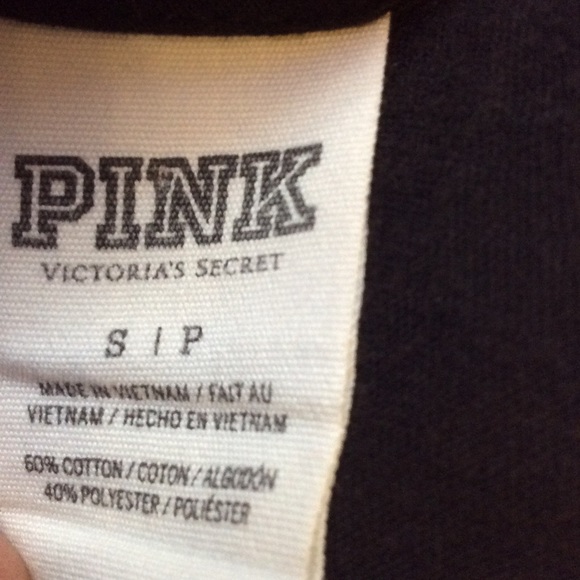 PINK
VICTORIA'S SECRET
S | P
MADE IN VIETNAM / FAIT AU
VIETNAM / HECHO EN VIETNAM
60% COTTON / COTON / ALGODÓN
40% POLYESTER / POLIÉSTER